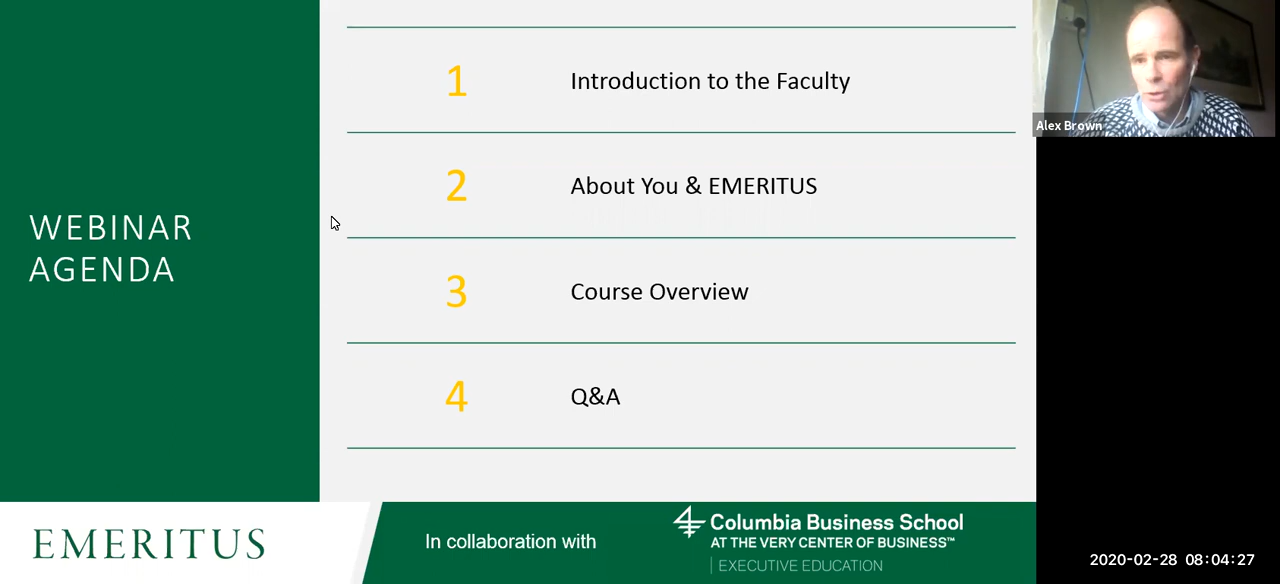 WEBINAR
AGENDA
1 Introduction to the Faculty
2 About You & EMERITUS
3 Course Overview
4 Q&A
Alex Brown
EMERITUS
In collaboration with
Columbia Business School
AT THE VERY CENTER OF BUSINESS™
EXECUTIVE EDUCATION
2020-02-28 08:04:27